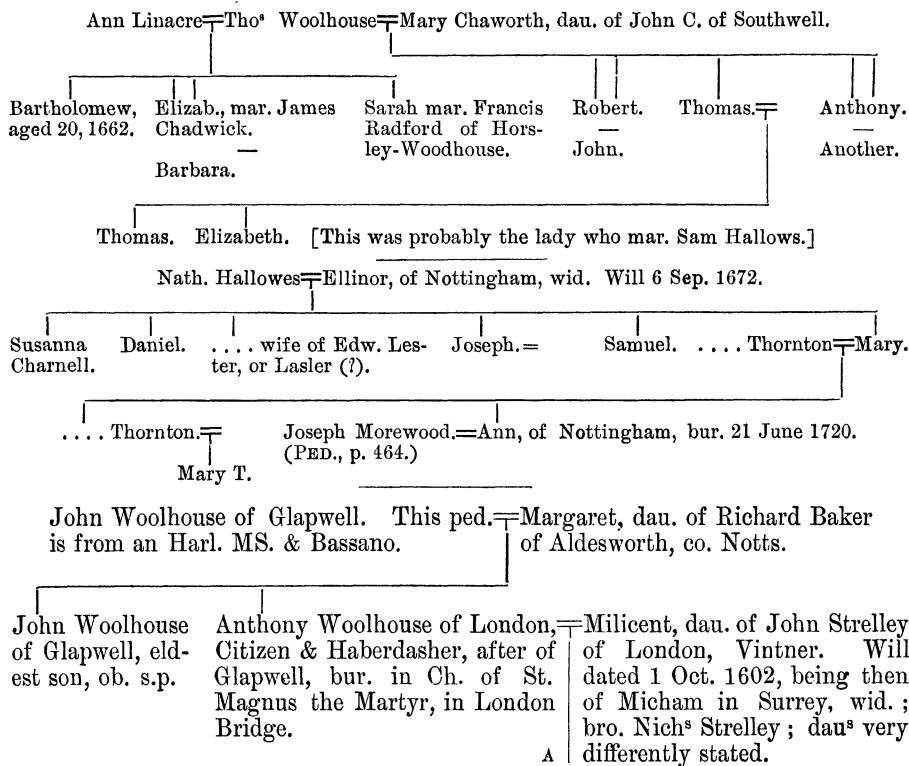 Ann Linacre=Thoˢ Woolhouse=Mary Chaworth, dau. of John C. of Southwell.
Bartholomew, aged 20, 1662.
Elizab., mar. James Chadwick.
—
Barbara.
Sarah mar. Francis Radford of Horsley-Woodhouse.
Robert.
—
John.
Thomas.=
Anthony.
—
Another.
Thomas. Elizabeth. [This was probably the lady who mar. Sam Hallows.]
Nath. Hallowes=Ellinor, of Nottingham, wid. Will 6 Sep. 1672.
Susanna
Charnell.
Daniel.
.... wife of Edw. Les-
ter, or Lasler (?).
Joseph.=
Samuel.
.... Thornton=Mary.
.... Thornton.=
Mary T.
Joseph Morewood.=Ann, of Nottingham, bur. 21 June 1720.
(PED., p. 464.)
John Woolhouse of Glapwell. This ped.=
is from an Harl. MS. & Bassano.
Margaret, dau. of Richard Baker
of Aldesworth, co. Notts.
John Woolhouse
of Glapwell, eld-
est son, ob. s.p.
Anthony Woolhouse of London,=
Citizen & Haberdasher, after of
Glapwell, bur. in Ch. of St.
Magnus the Martyr, in London
Bridge.
A
Milicent, dau. of John Strelley
of London, Vintner. Will
dated 1 Oct. 1602, being then
of Micham in Surrey, wid. ;
bro. Nichˢ Strelley ; dauˢ very
differently stated.